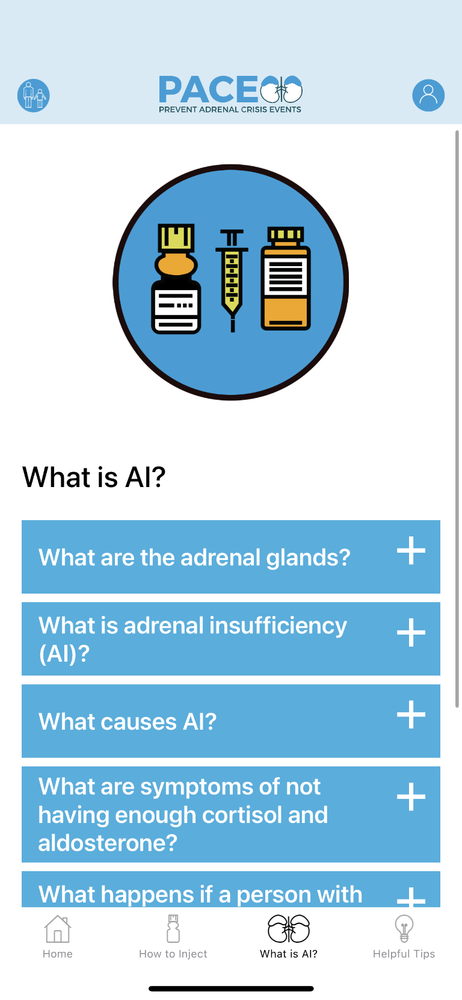 PACE
PREVENT ADRENAL CRISIS EVENTS
What is AI?
What are the adrenal glands?
What is adrenal insufficiency
(AI)?
What causes AI?
What are symptoms of not
having enough cortisol and
aldosterone?
What happens if a person with
Home
How to Inject
What is AI?
Helpful Tips